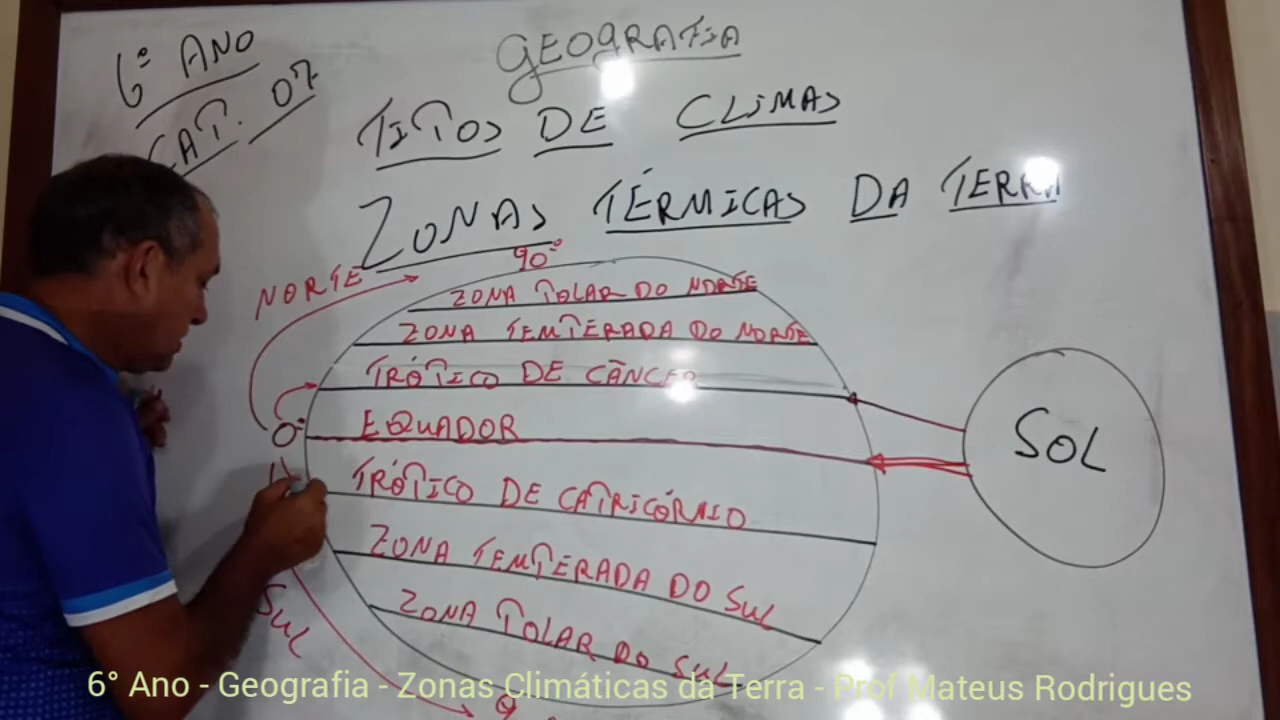 6° ANO
CAP. 07
GEOGRAFIA
TIPOS DE CLIMAS
ZONAS TÉRMICAS DA TERRA
90°
NORTE
ZONA POLAR DO NORTE
ZONA TEMPERADA DO NORTE
TRÓPICO DE CÂNCER
0° EQUADOR
SOL
TRÓPICO DE CAPRICÓRNIO
ZONA TEMPERADA DO SUL
SUL
ZONA POLAR DO SUL
6° Ano - Geografia - Zonas Climáticas da Terra - Prof Mateus Rodrigues